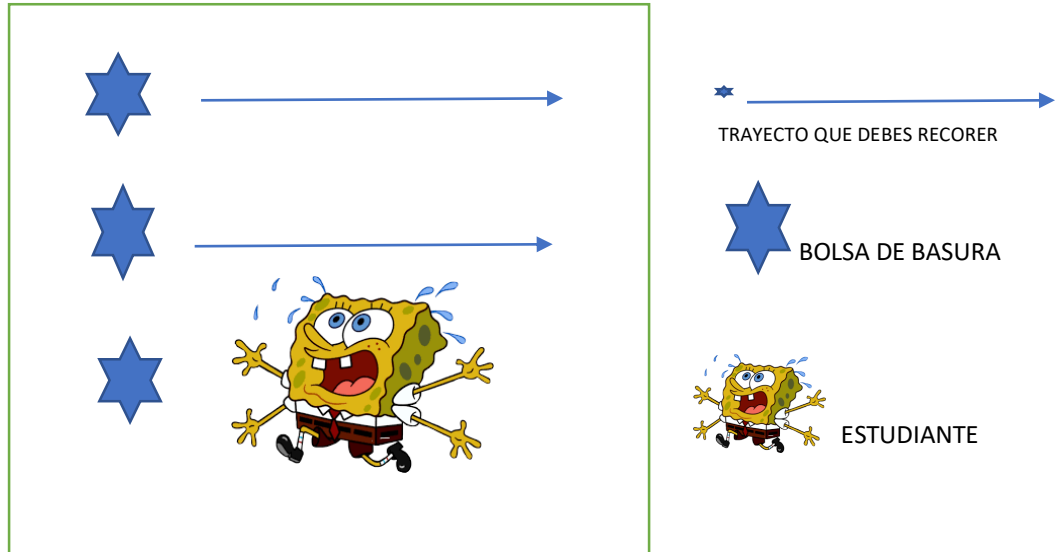 TRAYECTO QUE DEBES RECORER
BOLSA DE BASURA
ESTUDIANTE